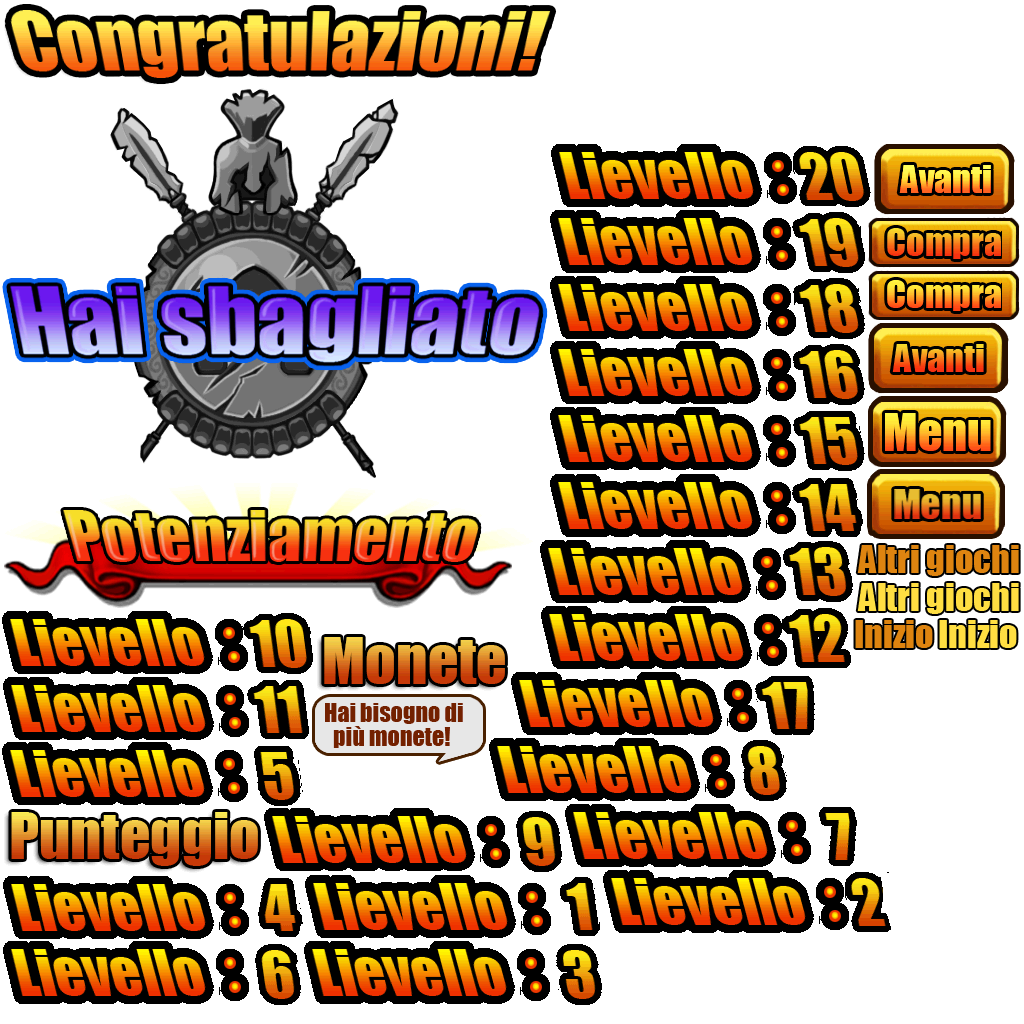 Congratulazioni!
Hai sbagliato
Lievello : 20
Avanti
Lievello : 19
Compra
Lievello : 18
Compra
Lievello : 16
Avanti
Lievello : 15
Menu
Lievello : 14
Menu
Potenziamento
Lievello : 13
Altri giochi
Altri giochi
Lievello : 12
Inizio Inizio
Lievello : 10
Monete
Lievello : 11
Hai bisogno di
più monete!
Lievello : 17
Lievello : 5
Lievello : 8
Punteggio
Lievello : 9
Lievello : 7
Lievello : 4
Lievello : 1
Lievello : 2
Lievello : 6
Lievello : 3